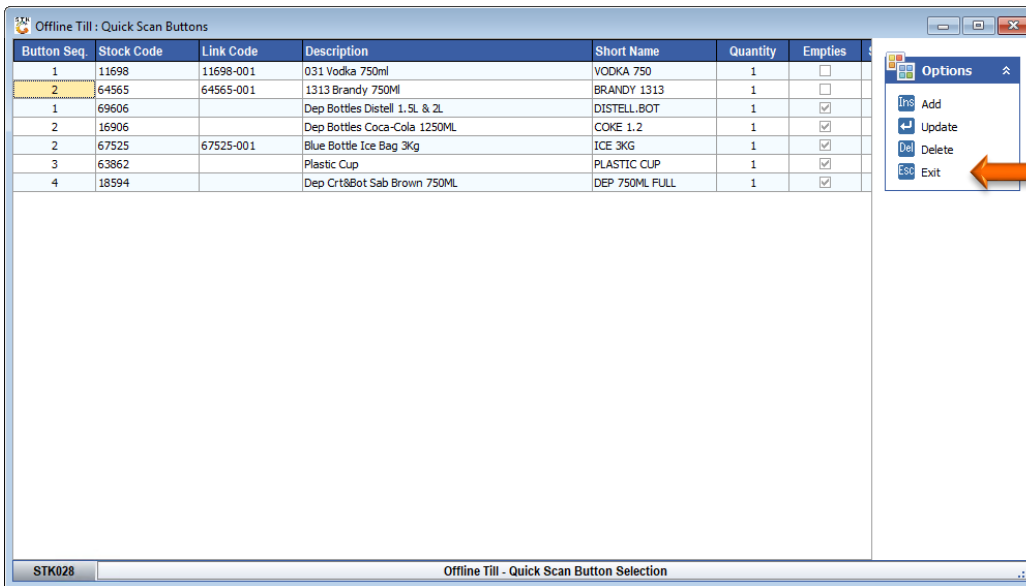 STK
Offline Till : Quick Scan Buttons
Button Seq. Stock Code Link Code Description Short Name Quantity Empties
1 11698 11698-001 031 Vodka 750ml VODKA 750 1
2 64565 64565-001 1313 Brandy 750Ml BRANDY 1313 1
1 69606 Dep Bottles Distell 1.5L & 2L DISTELL.BOT 1
2 16906 Dep Bottles Coca-Cola 1250ML COKE 1.2 1
2 67525 67525-001 Blue Bottle Ice Bag 3Kg ICE 3KG 1
3 63862 Plastic Cup PLASTIC CUP 1
4 18594 Dep Crt&Bot Sab Brown 750ML DEP 750ML FULL 1
Options
Ins Add
Update
Del Delete
Esc Exit
STK028 Offline Till - Quick Scan Button Selection